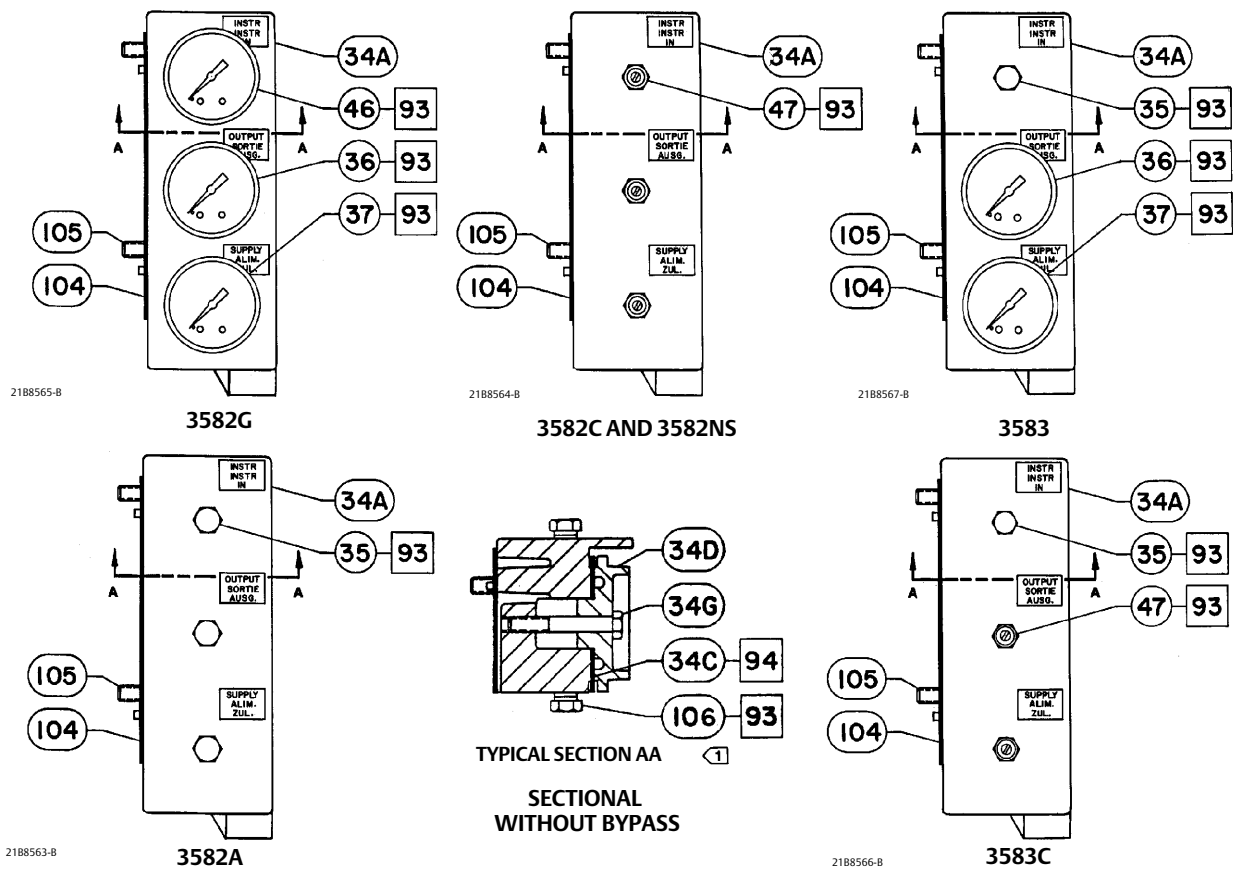 INSTR
INSTR
IN
34A
46 93
A A
OUTPUT
SORTIE
AUSG.
36 93
37 93
105
SUPPLY
ALIM.
ZUL.
104
21B8565-B
3582G
INSTR
INSTR
IN
34A
47 93
A A
OUTPUT
SORTIE
AUSG.
105
SUPPLY
ALIM.
ZUL.
104
21B8564-B
3582C AND 3582NS
INSTR
INSTR
IN
34A
35 93
A A
OUTPUT
SORTIE
AUSG.
36 93
37 93
105
SUPPLY
ALIM.
ZUL.
104
21B8567-B
3583
INSTR
INSTR
IN
34A
35 93
A A
OUTPUT
SORTIE
AUSG.
105
SUPPLY
ALIM.
ZUL.
104
21B8563-B
3582A
34D
34G
34C 94
106 93
TYPICAL SECTION AA 1
SECTIONAL
WITHOUT BYPASS
INSTR
INSTR
IN
34A
35 93
A A
OUTPUT
SORTIE
AUSG.
47 93
105
SUPPLY
ALIM.
ZUL.
104
21B8566-B
3583C